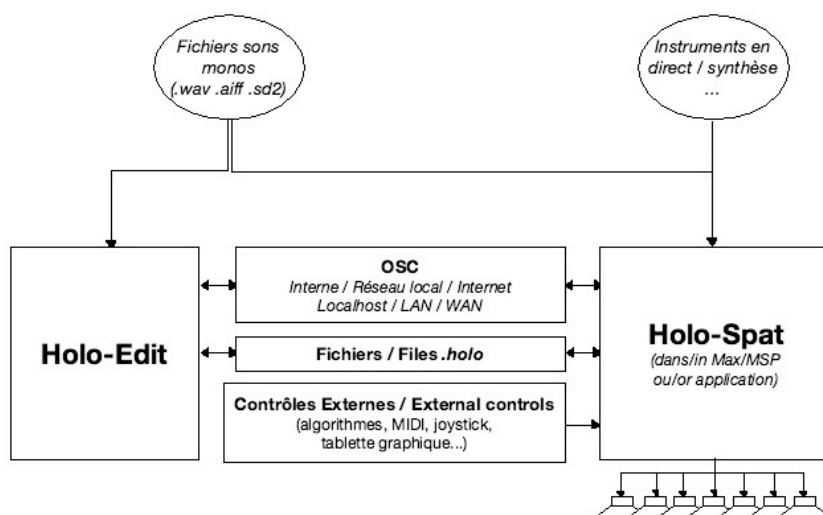 Fichiers sons
monos
(.wav .aiff .sd2)
Instruments en
direct / synthèse
...
OSC
Interne / Réseau local / Internet
Localhost / LAN / WAN
Holo-Edit
Fichiers / Files .holo
Holo-Spat
(dans/in Max/MSP
ou/or application)
Contrôles Externes / External controls
(algorithmes, MIDI, joystick,
tablette graphique...)